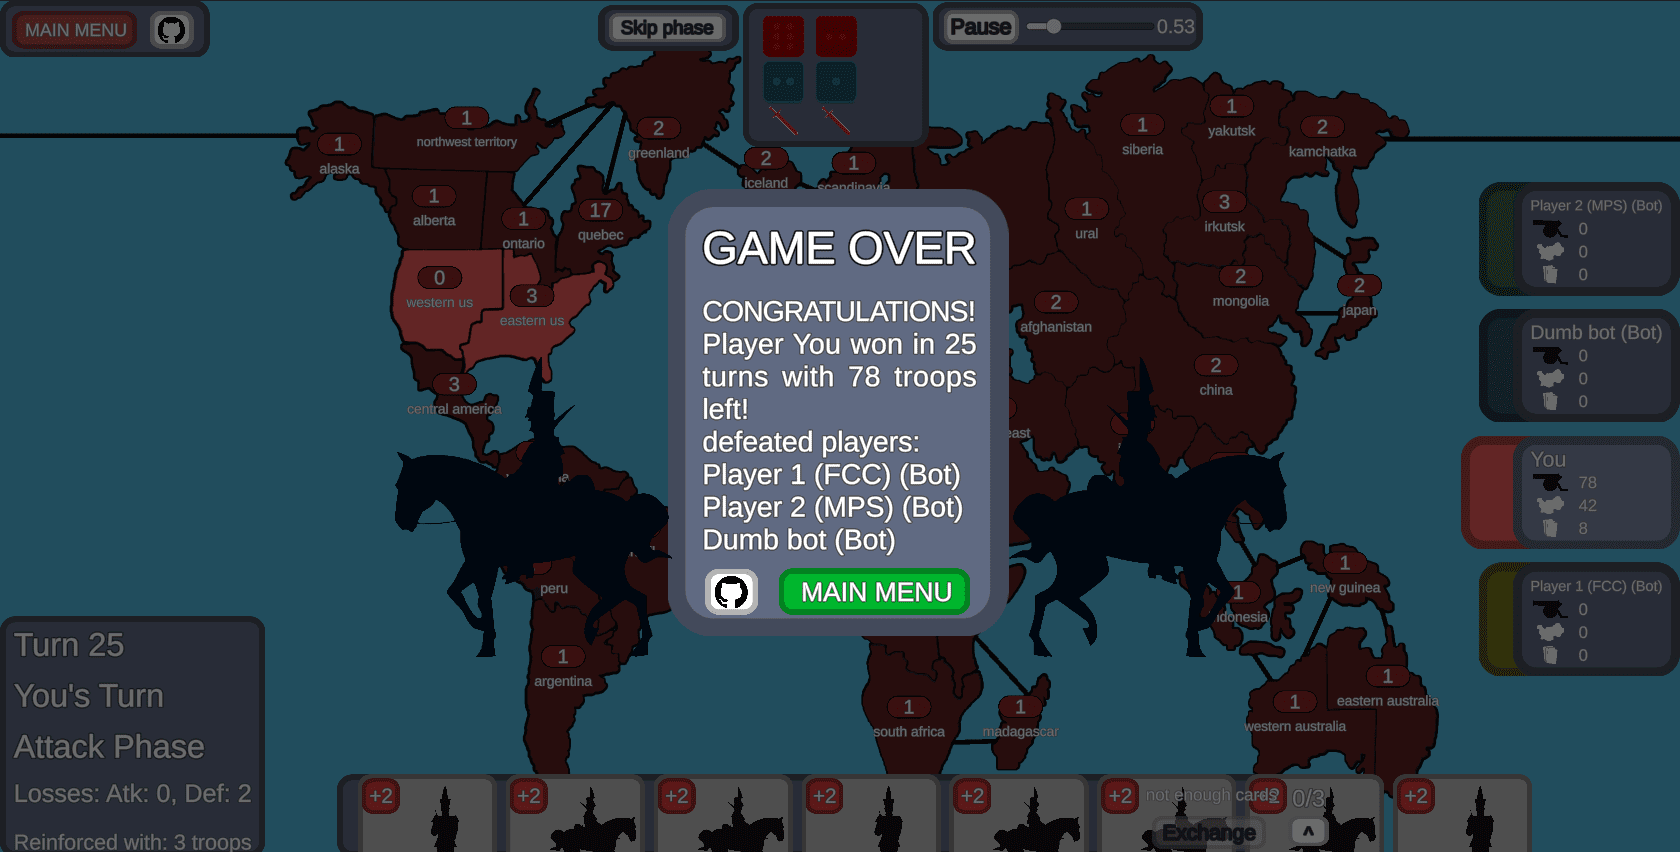 MAIN MENU
Skip phase
Pause
0.53
1
alaska
1
northwest territory
2
greenland
2
iceland
1
scandinavia
1
siberia
1
yakutsk
2
kamchatka
1
alberta
1
ontario
17
quebec
1
ural
3
irkutsk
0
western us
3
eastern us
2
afghanistan
2
mongolia
2
japan
3
central america
2
china
east
peru
1
argentina
1
south africa
1
madagascar
1
indonesia
1
new guinea
1
western australia
1
eastern australia
GAME OVER
CONGRATULATIONS!
Player You won in 25
turns with 78 troops
left!
defeated players:
Player 1 (FCC) (Bot)
Player 2 (MPS) (Bot)
Dumb bot (Bot)
MAIN MENU
Player 2 (MPS) (Bot)
0
0
0
Dumb bot (Bot)
0
0
0
You
78
42
8
Player 1 (FCC) (Bot)
0
0
0
Turn 25
You's Turn
Attack Phase
Losses: Atk: 0, Def: 2
Reinforced with: 3 troops
+2
+2
+2
+2
+2
+2
+2
+2
not enough cards
0/3
Exchange
^